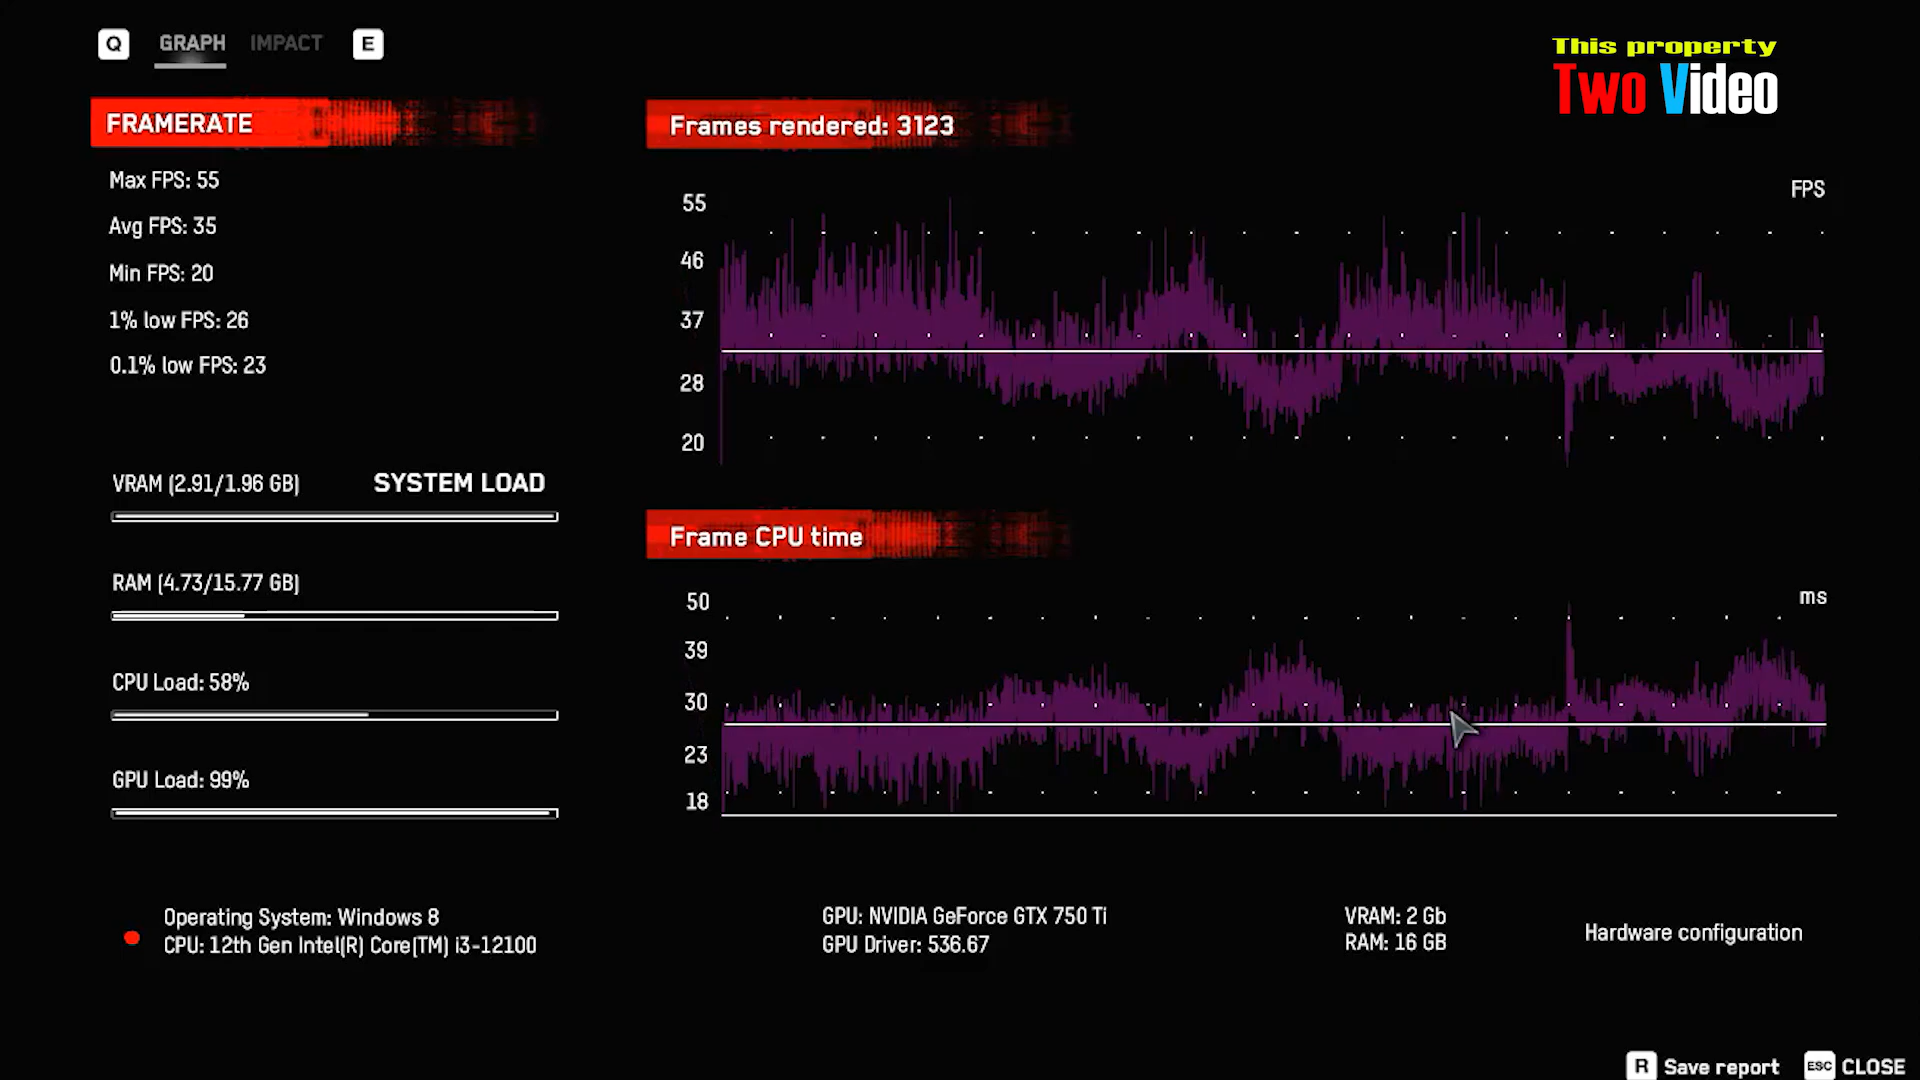 Q GRAPH IMPACT E
This property
Two Video
FRAMERATE
Max FPS: 55
Avg FPS: 35
Min FPS: 20
1% low FPS: 26
0.1% low FPS: 23
VRAM (2.91/1.96 GB) SYSTEM LOAD
RAM (4.73/15.77 GB)
CPU Load: 58%
GPU Load: 99%
Frames rendered: 3123
FPS
55
46
37
28
20
Frame CPU time
ms
50
39
30
23
18
Operating System: Windows 8
CPU: 12th Gen Intel(R) Core(TM) i3-12100
GPU: NVIDIA GeForce GTX 750 Ti
GPU Driver: 536.67
VRAM: 2 Gb
RAM: 16 GB
Hardware configuration
R Save report ESC CLOSE